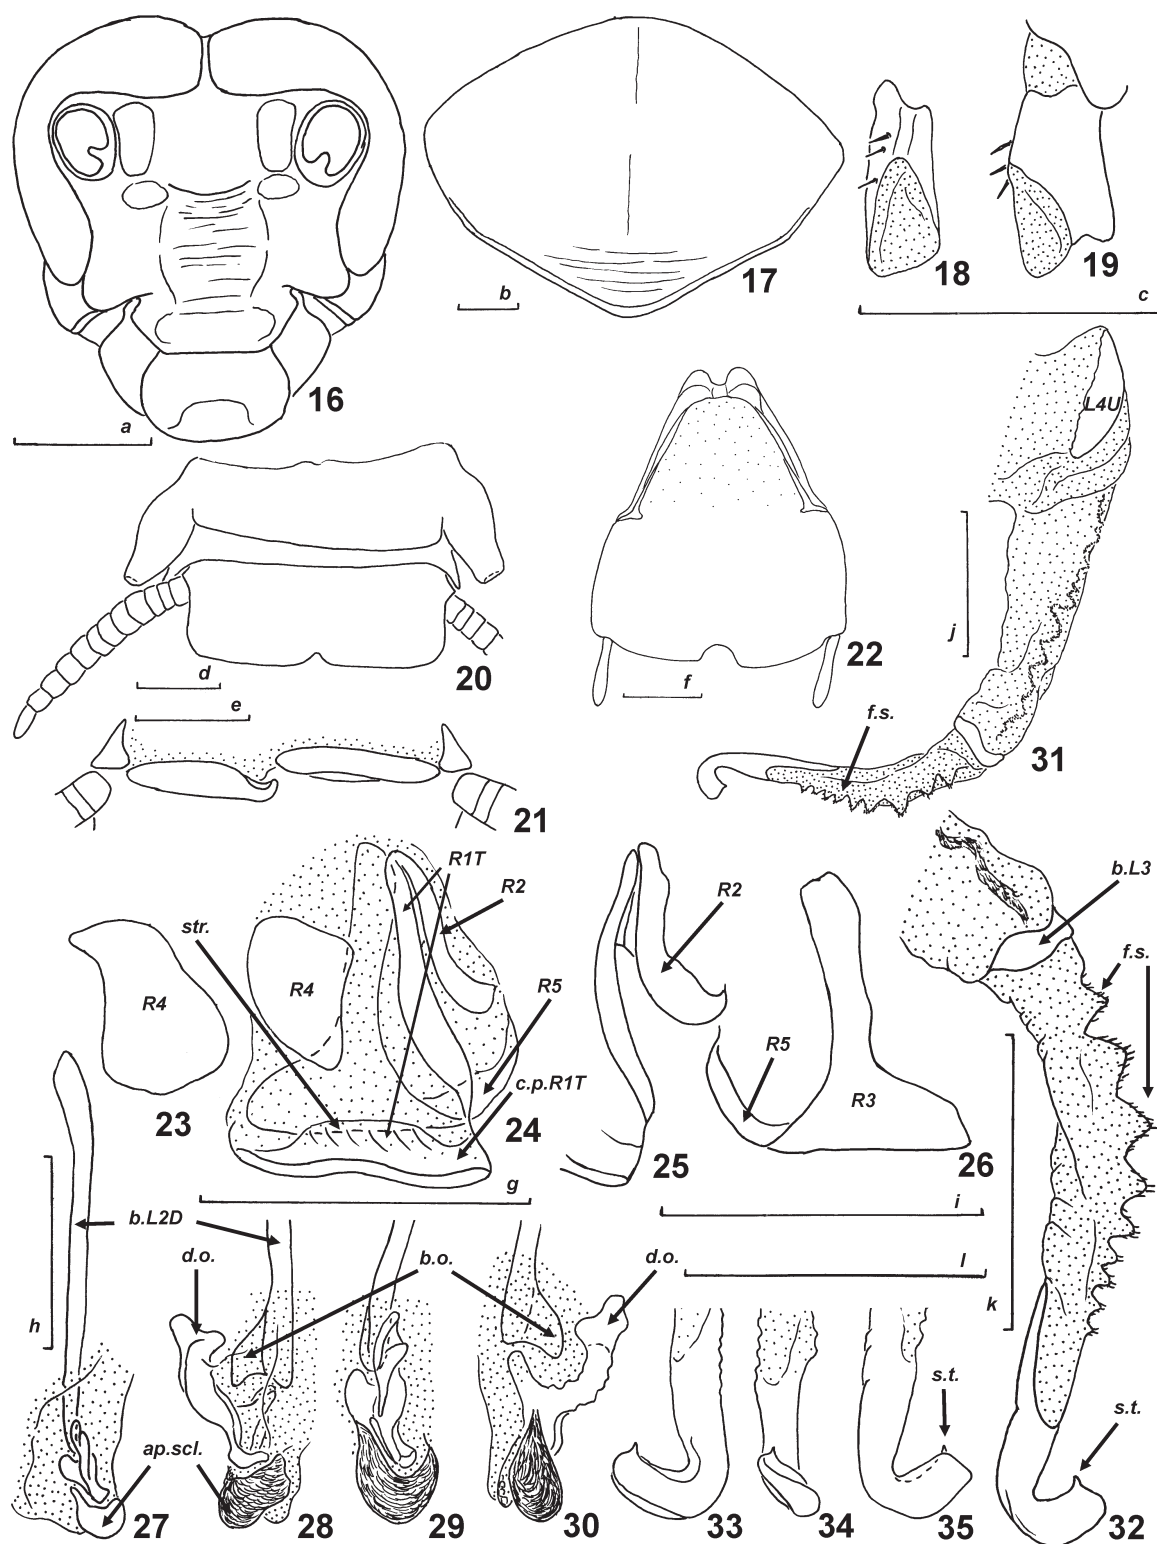 16
a
17
b
18
19
c
20
d
e
21
22
f
L4U
j
f.s.
31
R1T
R2
str.
R4
R4
R5
c.p.R1T
23
24
g
R2
R5
R3
25
26
i
b.L3
f.s.
b.L2D
d.o.
b.o.
d.o.
h
l
k
ap.scl.
s.t.
s.t.
27
28
29
30
33
34
35
32